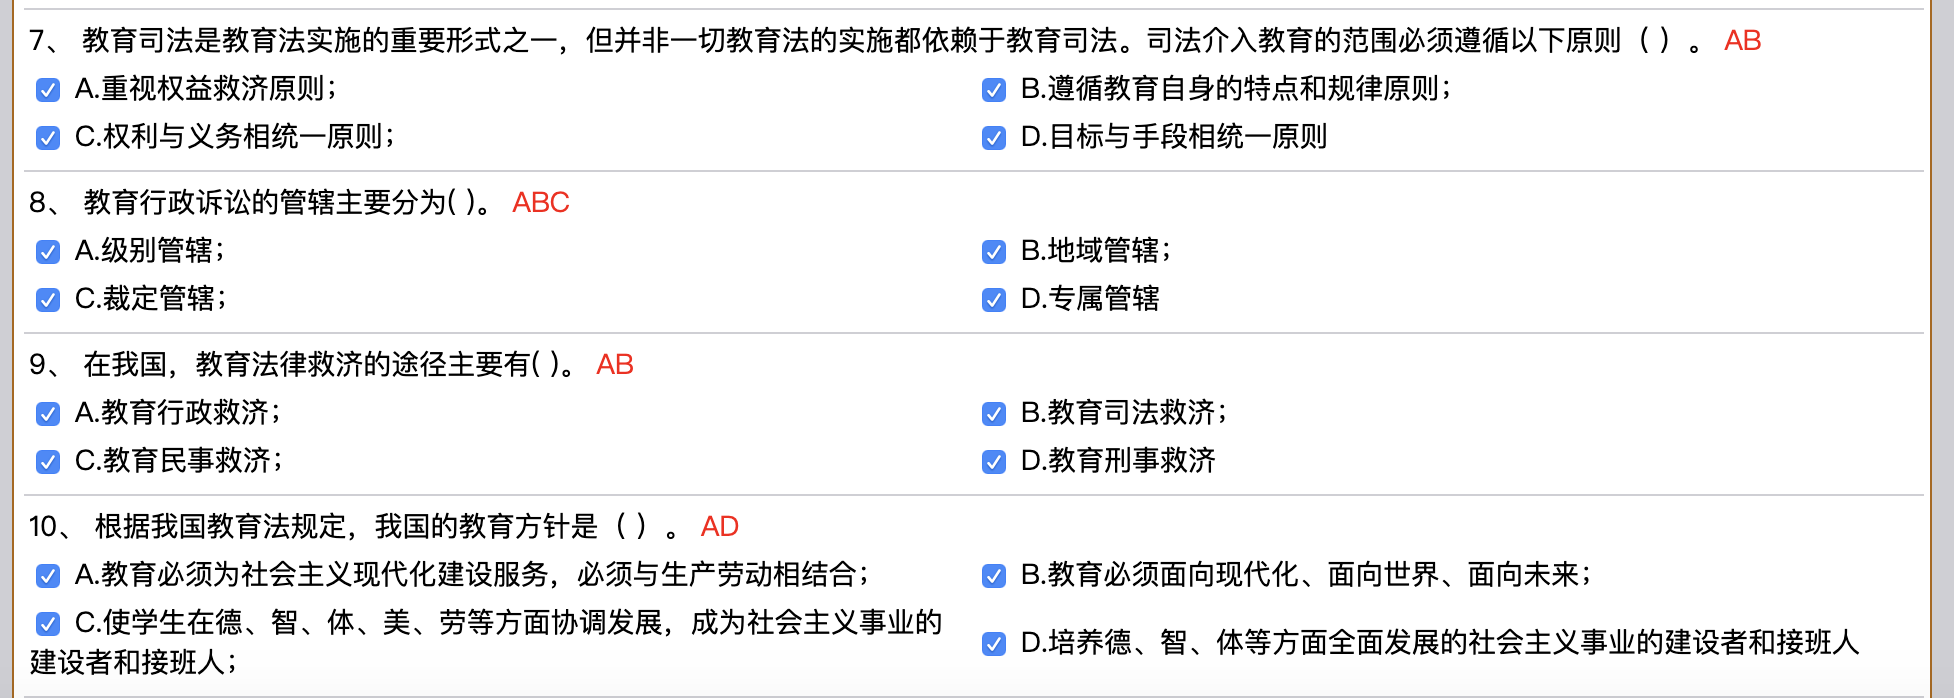 7、 教育司法是教育法实施的重要形式之一，但并非一切教育法的实施都依赖于教育司法。司法介入教育的范围必须遵循以下原则（ ）。 AB
A.重视权益救济原则；
B.遵循教育自身的特点和规律原则；
C.权利与义务相统一原则；
D.目标与手段相统一原则
8、 教育行政诉讼的管辖主要分为( )。 ABC
A.级别管辖；
B.地域管辖；
C.裁定管辖；
D.专属管辖
9、 在我国，教育法律救济的途径主要有( )。 AB
A.教育行政救济；
B.教育司法救济；
C.教育民事救济；
D.教育刑事救济
10、 根据我国教育法规定，我国的教育方针是（ ）。 AD
A.教育必须为社会主义现代化建设服务，必须与生产劳动相结合；
B.教育必须面向现代化、面向世界、面向未来；
C.使学生在德、智、体、美、劳等方面协调发展，成为社会主义事业的
建设者和接班人；
D.培养德、智、体等方面全面发展的社会主义事业的建设者和接班人